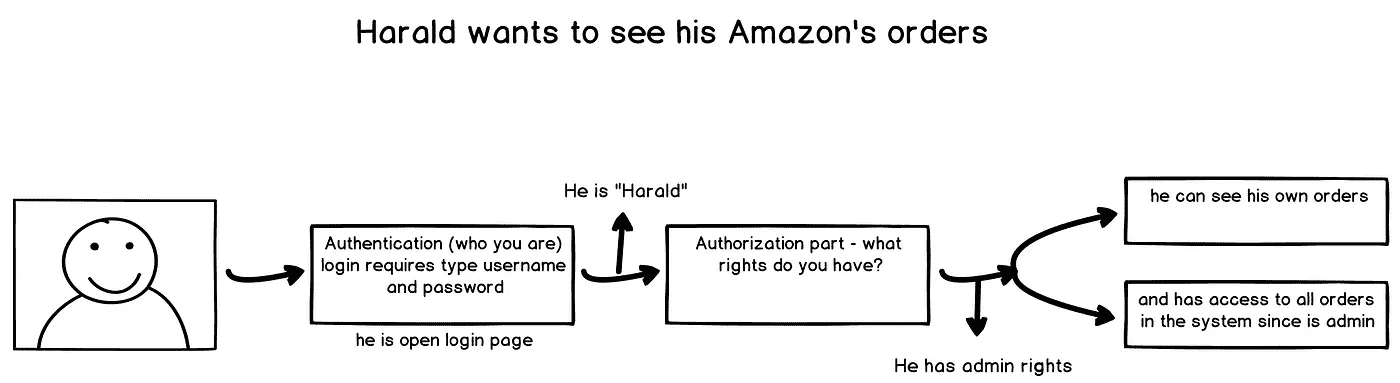 Harald wants to see his Amazon's orders
He is "Harald"
Authentication (who you are)
login requires type username
and password
he is open login page
Authorization part - what
rights do you have?
He has admin rights
he can see his own orders
and has access to all orders
in the system since is admin